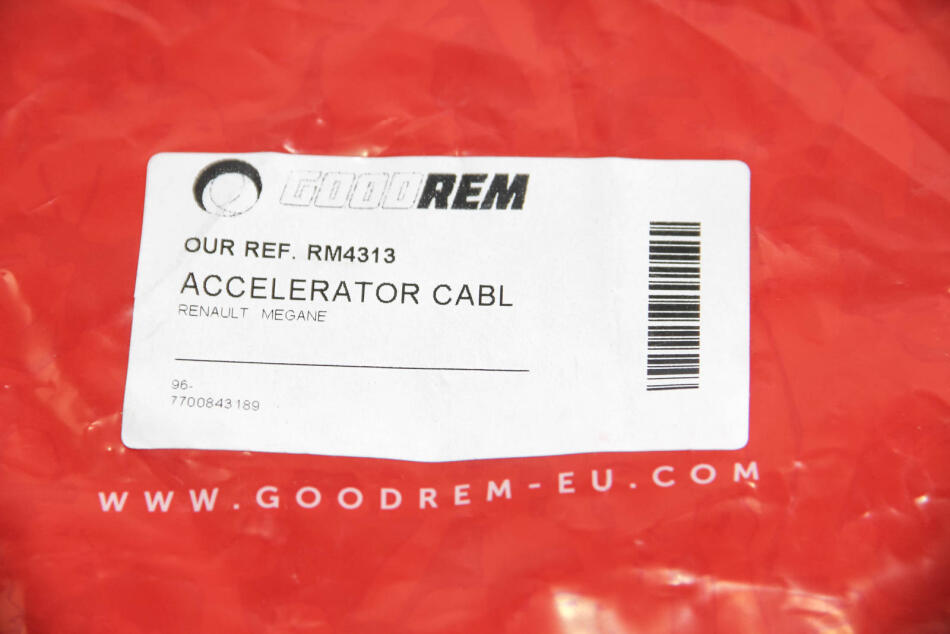 GOODREM
OUR REF. RM4313
ACCELERATOR CABL
RENAULT MEGANE
96-
7700843189
WWW.GOODREM-EU.COM